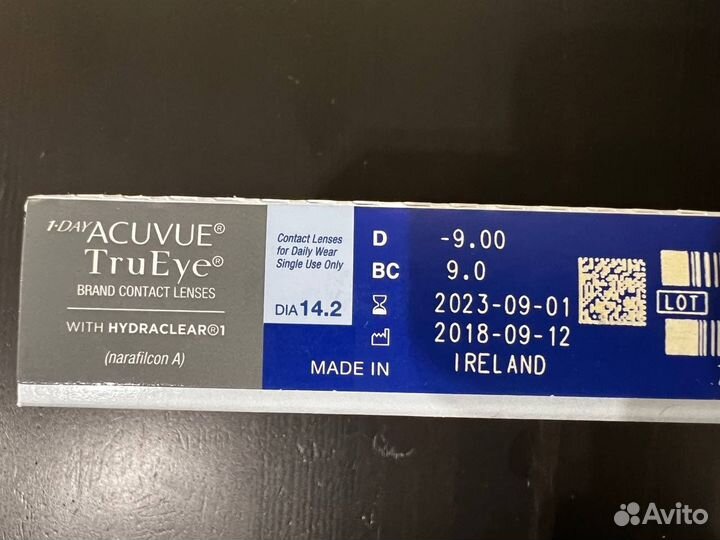 1-DAY ACUVUE®
TruEye®
BRAND CONTACT LENSES
WITH HYDRACLEAR®1
(narafilcon A)
Contact Lenses
for Daily Wear
Single Use Only
DIA 14.2
D -9.00
BC 9.0
2023-09-01
2018-09-12
MADE IN IRELAND
LOT
Avito